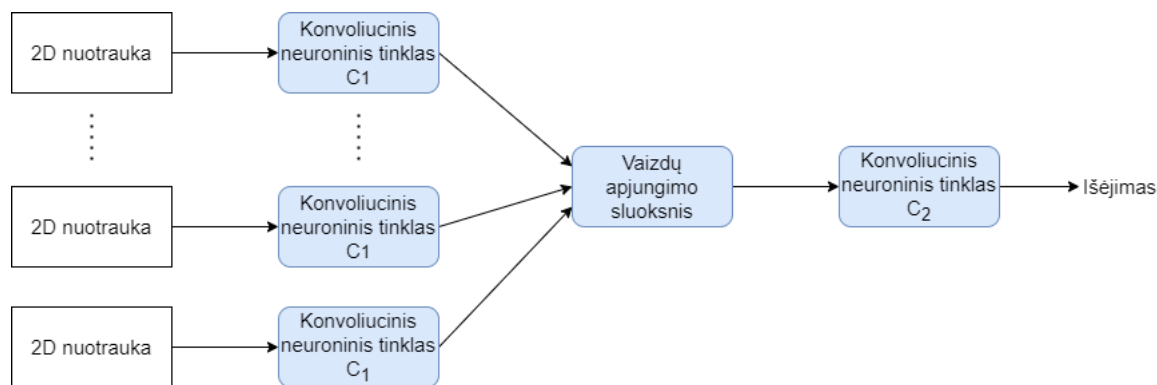 2D nuotrauka
Konvoliucinis
neuroninis tinklas
C1
2D nuotrauka
Konvoliucinis
neuroninis tinklas
C1
2D nuotrauka
Konvoliucinis
neuroninis tinklas
C₁
Vaizdų
apjungimo
sluoksnis
Konvoliucinis
neuroninis tinklas
C₂
Išėjimas